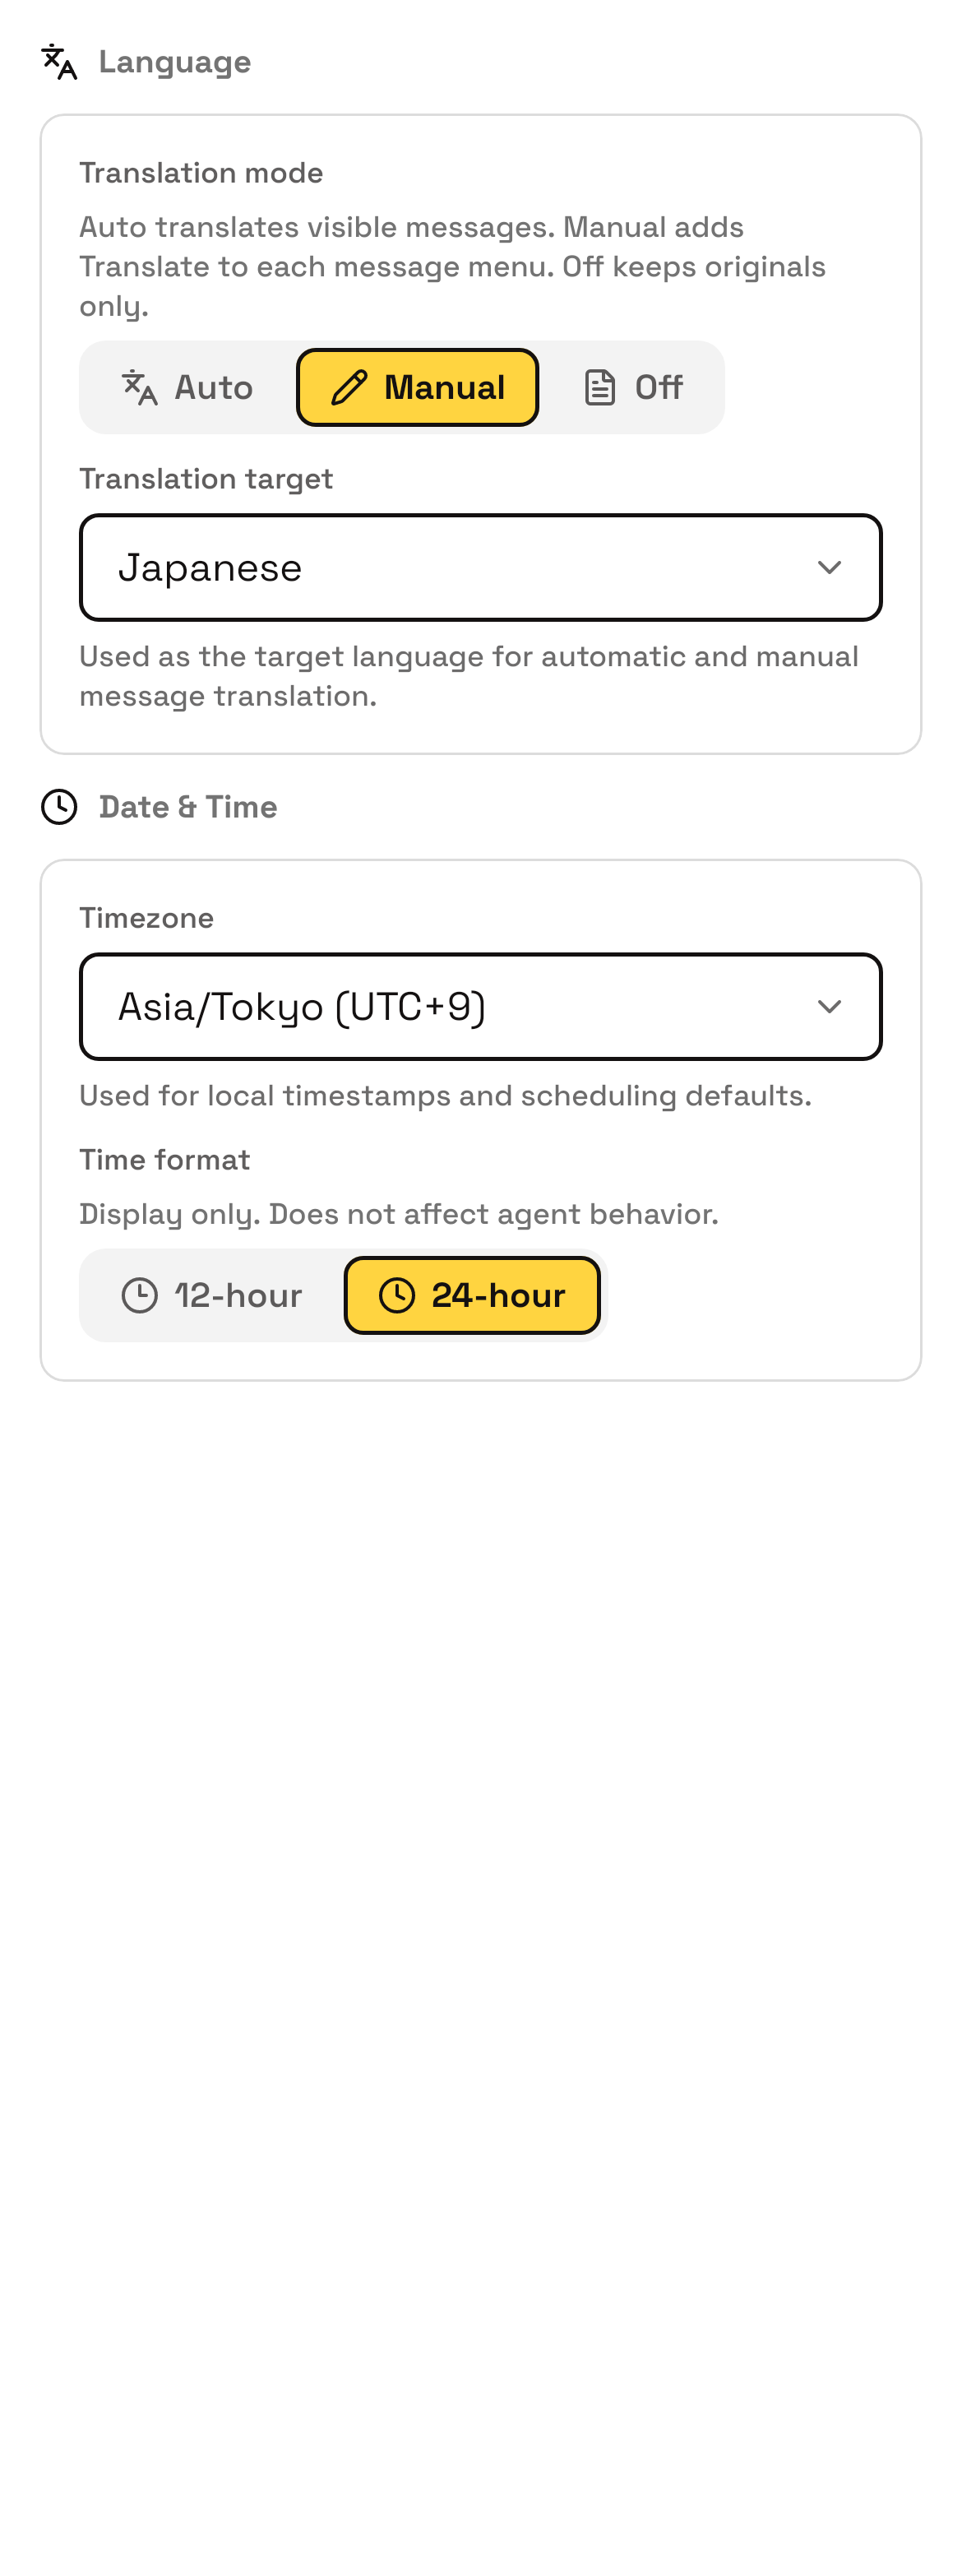 Language
Translation mode
Auto translates visible messages. Manual adds
Translate to each message menu. Off keeps originals
only.
Auto
Manual
Off
Translation target
Japanese
Used as the target language for automatic and manual
message translation.
Date & Time
Timezone
Asia/Tokyo (UTC+9)
Used for local timestamps and scheduling defaults.
Time format
Display only. Does not affect agent behavior.
12-hour
24-hour